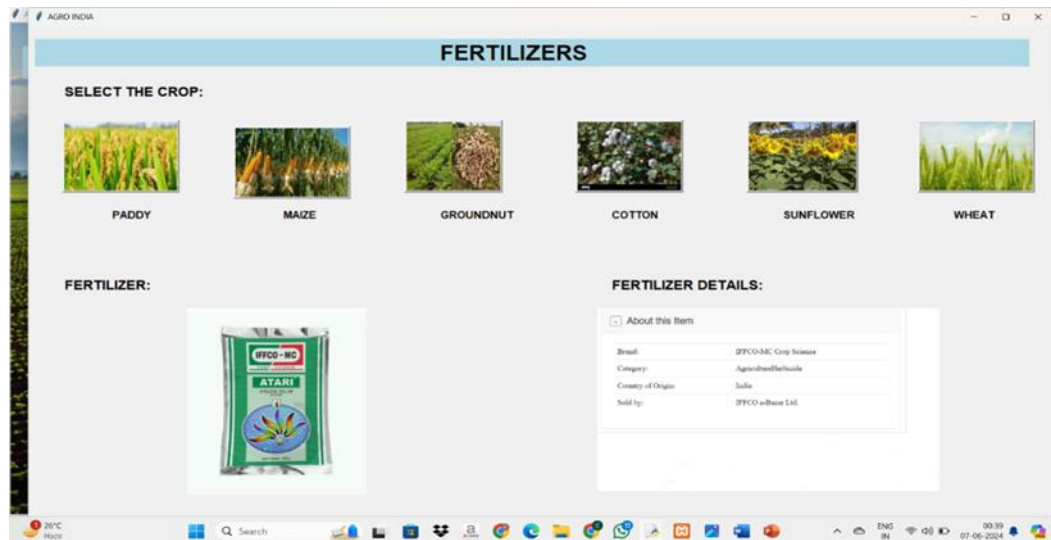 AGRO INDIA
FERTILIZERS
SELECT THE CROP:
PADDY MAIZE GROUNDNUT COTTON SUNFLOWER WHEAT
FERTILIZER: FERTILIZER DETAILS:
IFFCO - MC
ATARI
About this Item
Brand: IFFCO-MC Crop Science
Category:
Country of Origin: India
Sold by: IFFCO e-Bazar Ltd.
26°C
Haze
Search
ENG
IN
00:39
07-06-2024